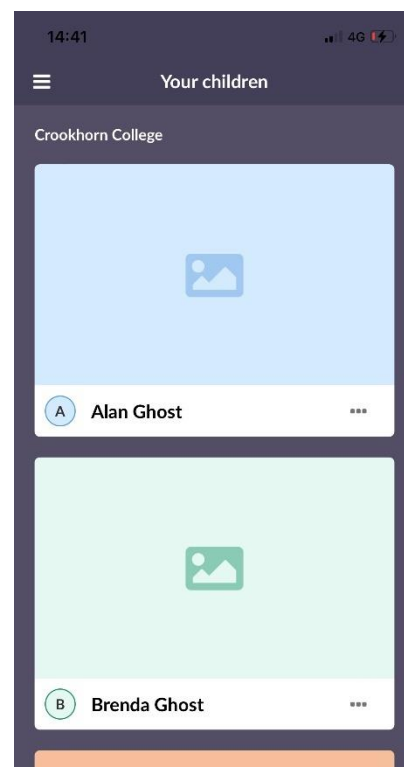 14:41
4G
Your children
Crookhorn College
A Alan Ghost
B Brenda Ghost